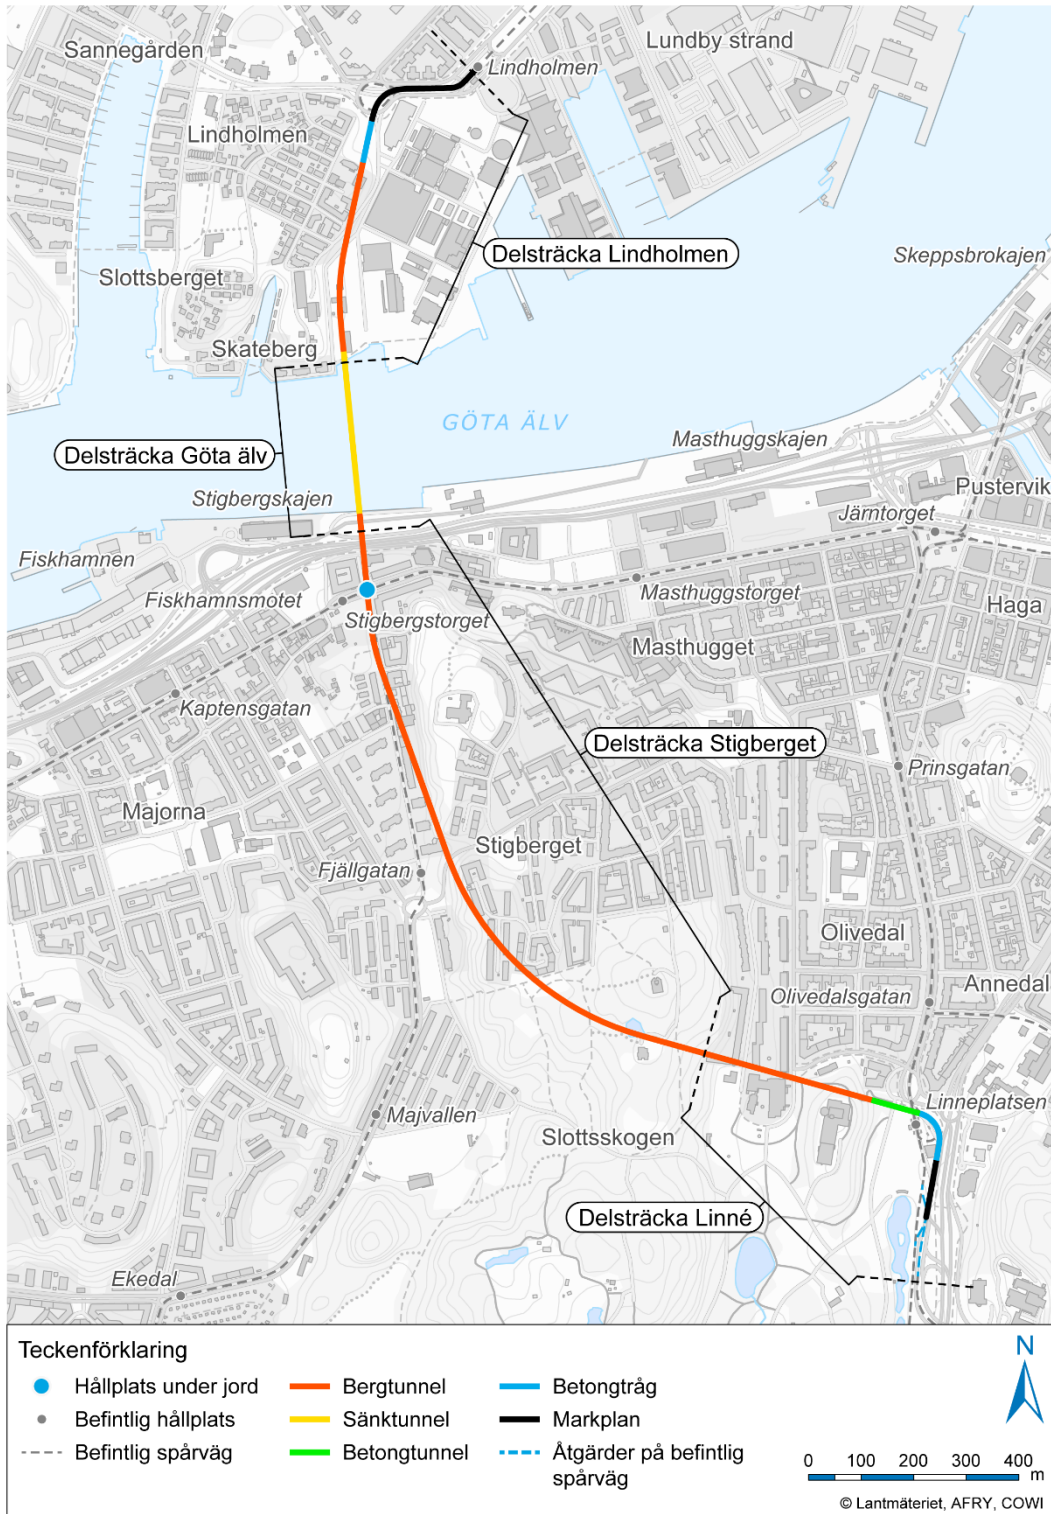 Sannegården
Lundby strand
Lindholmen
Lindholmen
Delsträcka Lindholmen
Skeppsbrokajen
Slottsberget
Skateberg
GÖTA ÄLV
Masthuggskajen
Delsträcka Göta älv
Stigbergskajen
Pustervik
Järntorget
Fiskhamnen
Fiskhamnsmotet
Masthuggstorget
Haga
Stigbergstorget
Masthugget
Kaptensgatan
Delsträcka Stigberget
Prinsgatan
Majorna
Stigberget
Fjällgatan
Olivedal
Annedal
Olivedalsgatan
Linneplatsen
Majvallen
Slottsskogen
Delsträcka Linné
Ekedal
Teckenförklaring
Hållplats under jord
Befintlig hållplats
Befintlig spårväg
Bergtunnel
Sänktunnel
Betongtunnel
Betongtråg
Markplan
Åtgärder på befintlig
spårväg
N
0 100 200 300 400
m
© Lantmäteriet, AFRY, COWI